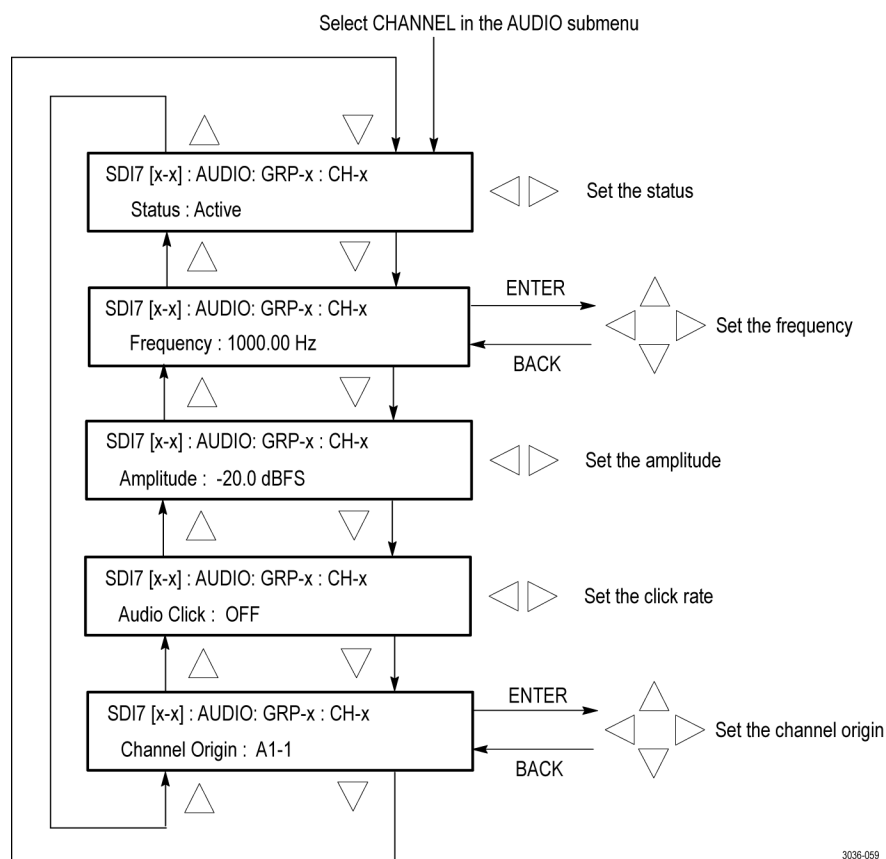 Select CHANNEL in the AUDIO submenu
SDI7 [x-x] : AUDIO: GRP-x : CH-x
Status : Active
Set the status
SDI7 [x-x] : AUDIO: GRP-x : CH-x
Frequency : 1000.00 Hz
ENTER
BACK
Set the frequency
SDI7 [x-x] : AUDIO: GRP-x : CH-x
Amplitude : -20.0 dBFS
Set the amplitude
SDI7 [x-x] : AUDIO: GRP-x : CH-x
Audio Click : OFF
Set the click rate
SDI7 [x-x] : AUDIO: GRP-x : CH-x
Channel Origin : A1-1
ENTER
BACK
Set the channel origin
3036-059